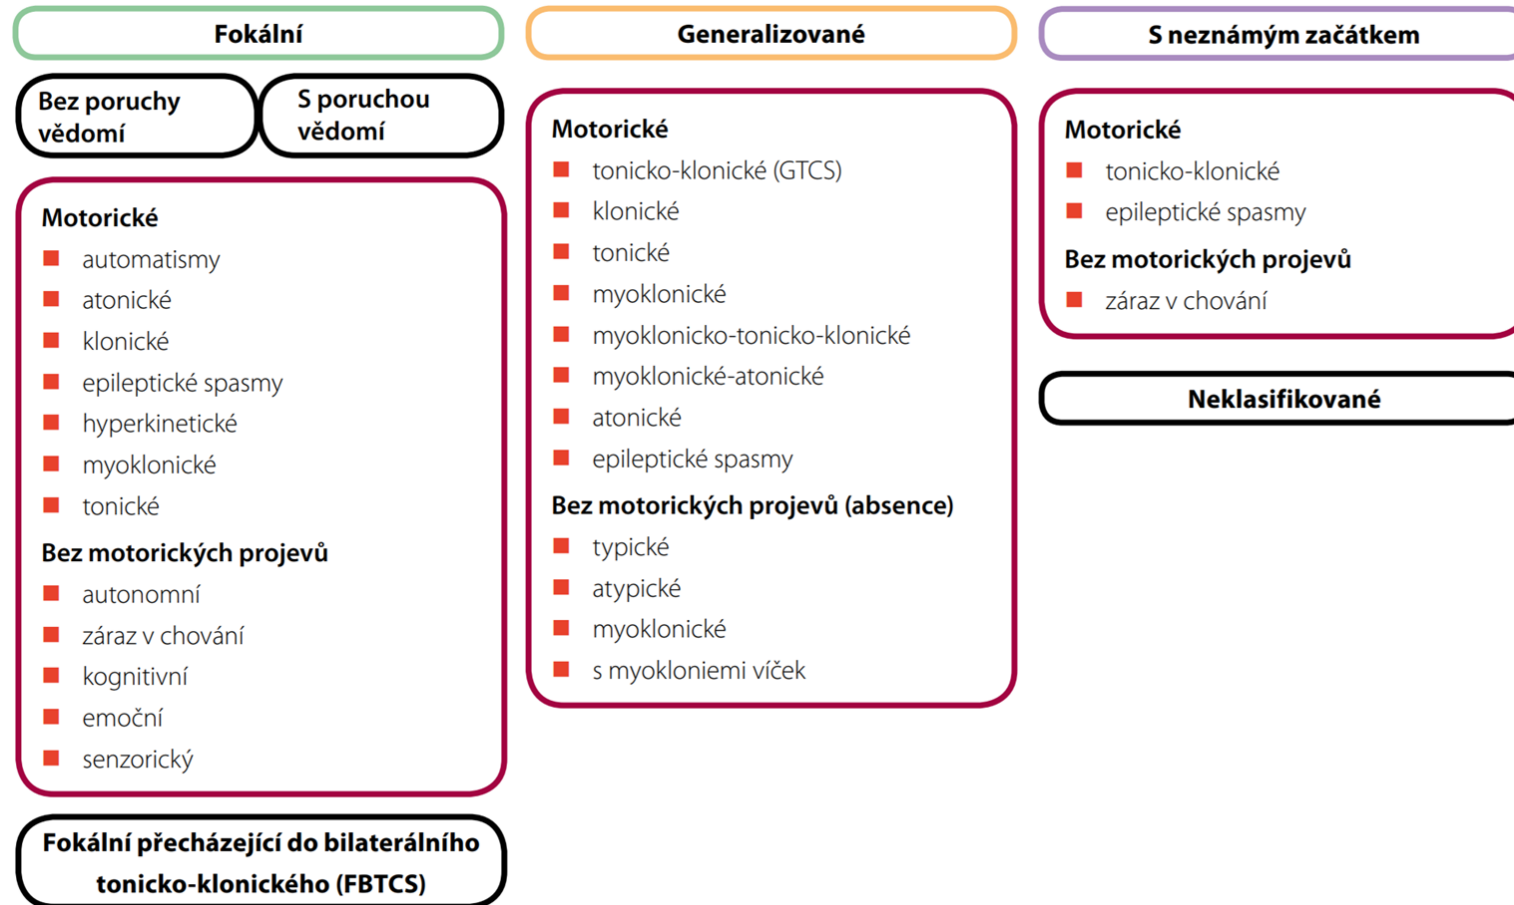 Fokální
Bez poruchy
vědomí
S poruchou
vědomí
Motorické
automatismy
atonické
klonické
epileptické spasmy
hyperkinetické
myoklonické
tonické
Bez motorických projevů
autonomní
záraz v chování
kognitivní
emoční
senzorický
Fokální přecházející do bilaterálního
tonicko-klonického (FBTCS)
Generalizované
Motorické
tonicko-klonické (GTCS)
klonické
tonické
myoklonické
myoklonicko-tonicko-klonické
myoklonické-atonické
atonické
epileptické spasmy
Bez motorických projevů (absence)
typické
atypické
myoklonické
s myokloniemi víček
S neznámým začátkem
Motorické
tonicko-klonické
epileptické spasmy
Bez motorických projevů
záraz v chování
Neklasifikované